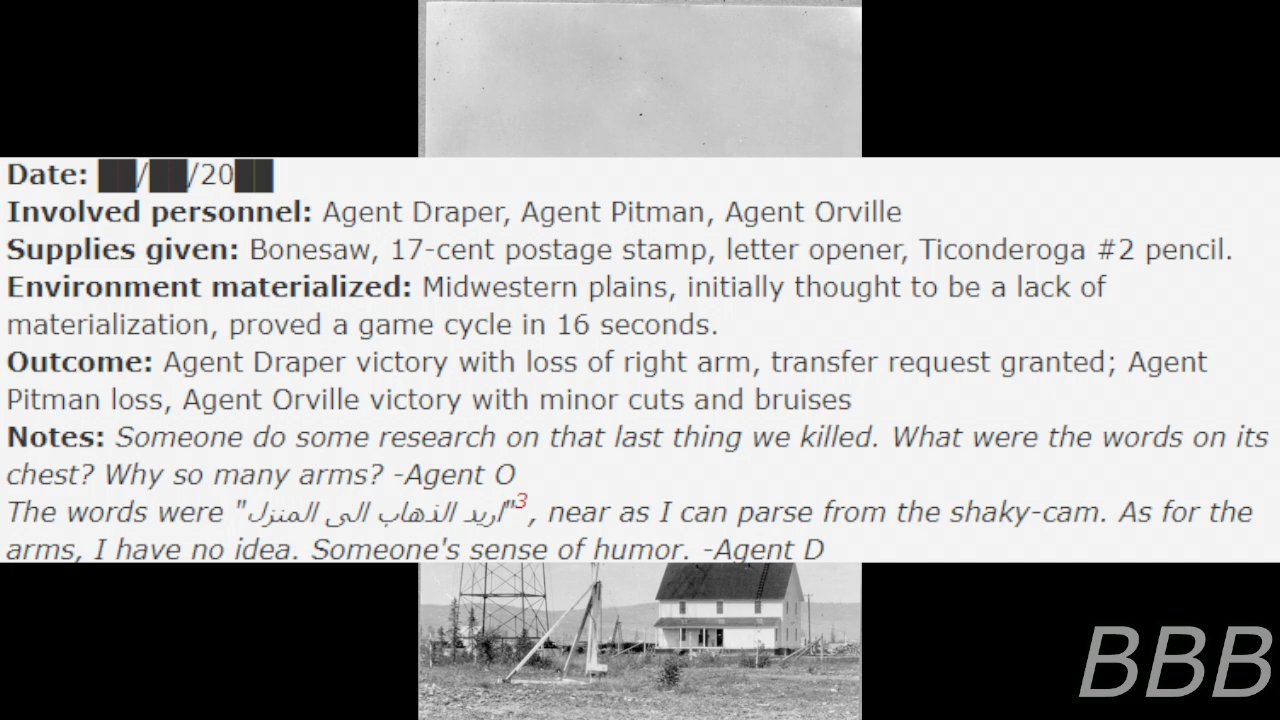 Date: ██/██/20██
Involved personnel: Agent Draper, Agent Pitman, Agent Orville
Supplies given: Bonesaw, 17-cent postage stamp, letter opener, Ticonderoga #2 pencil.
Environment materialized: Midwestern plains, initially thought to be a lack of
materialization, proved a game cycle in 16 seconds.
Outcome: Agent Draper victory with loss of right arm, transfer request granted; Agent
Pitman loss, Agent Orville victory with minor cuts and bruises
Notes: Someone do some research on that last thing we killed. What were the words on its
chest? Why so many arms? -Agent O
The words were "اريد الذهاب الى المنزل"3, near as I can parse from the shaky-cam. As for the
arms, I have no idea. Someone's sense of humor. -Agent D
BBB